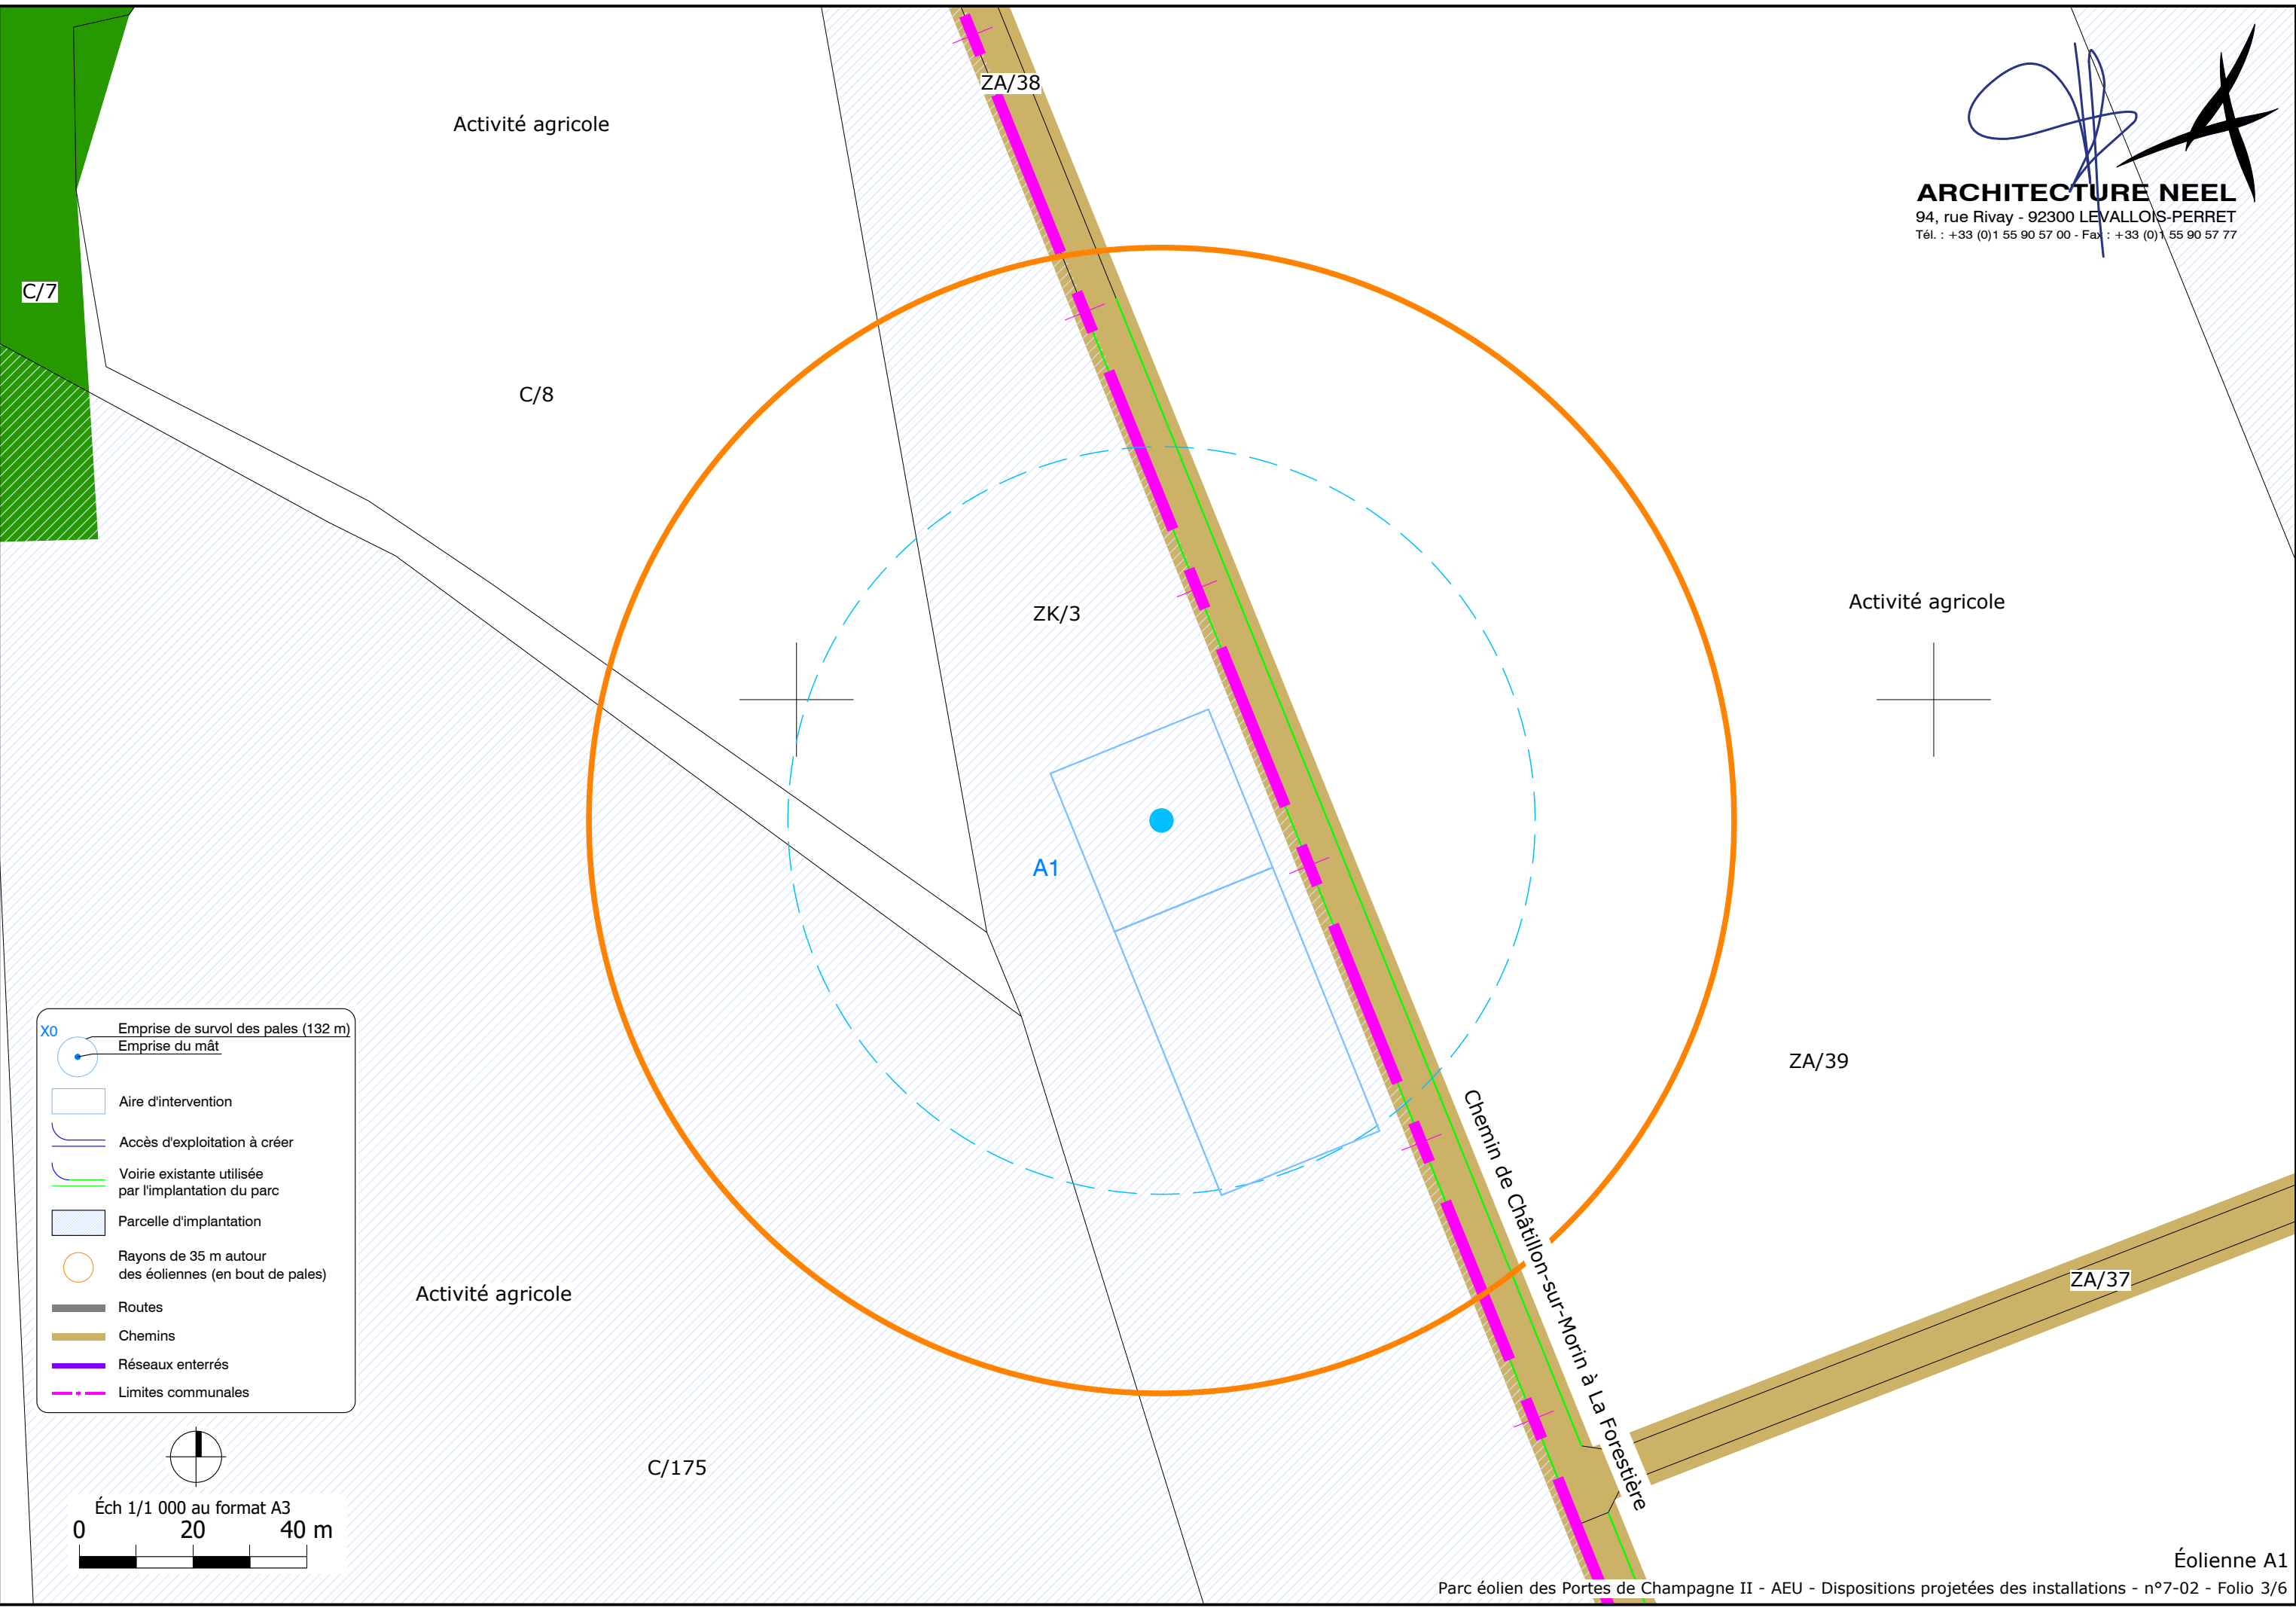 ZA/38
Activité agricole
ARCHITECTURE NEEL
94, rue Rivay - 92300 LEVALLOIS-PERRET
Tél. : +33 (0)1 55 90 57 00 - Fax : +33 (0)1 55 90 57 77
C/7
C/8
ZK/3
Activité agricole
A1
ZA/39
Chemin de Châtillon-sur-Morin à La Forestière
ZA/37
X0
Emprise de survol des pales (132 m)
Emprise du mât
Aire d'intervention
Accès d'exploitation à créer
Voirie existante utilisée
par l'implantation du parc
Parcelle d'implantation
Rayons de 35 m autour
des éoliennes (en bout de pales)
Routes
Chemins
Réseaux enterrés
Limites communales
Activité agricole
C/175
Éch 1/1 000 au format A3
0 20 40 m
Éolienne A1
Parc éolien des Portes de Champagne II - AEU - Dispositions projetées des installations - n°7-02 - Folio 3/6